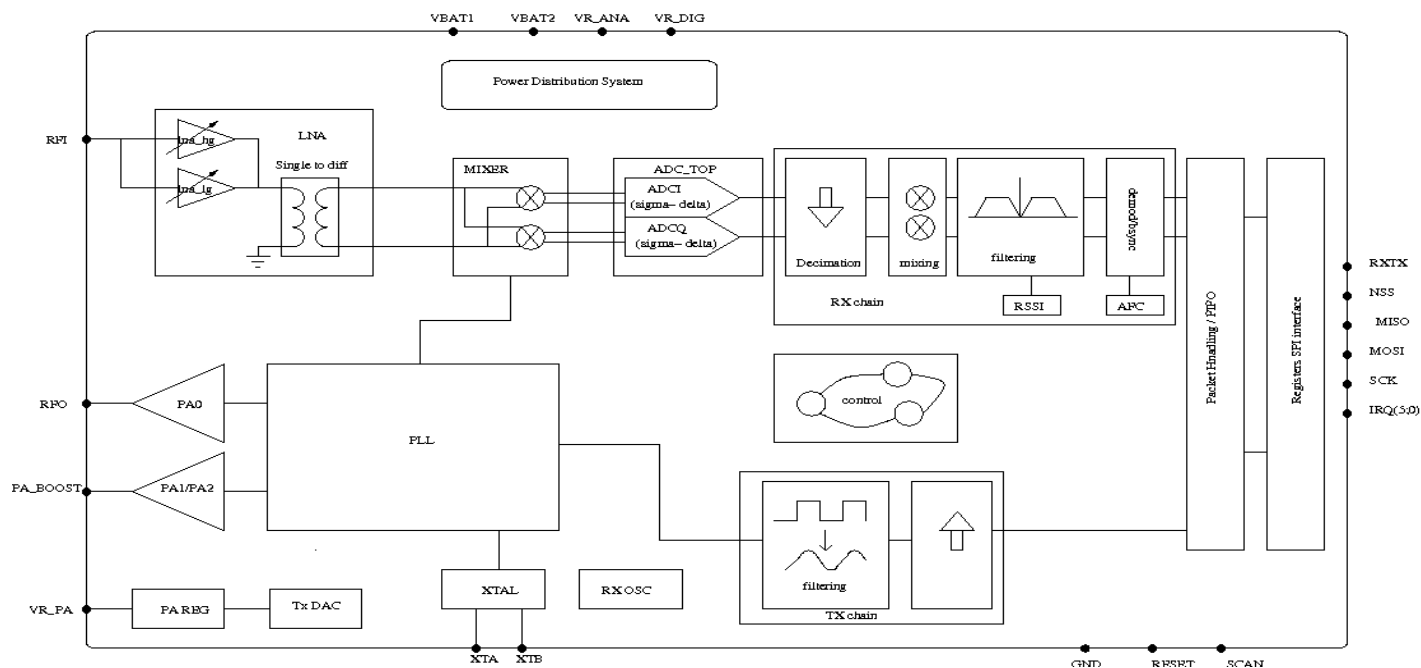 VBAT1 VBAT2 VR_ANA VR_DIG
Power Distribution System
RFI
lna_hg
LNA
Single to diff
lna_lg
MIXER
ADC_TOP
ADCI
(sigma- delta)
ADCQ
(sigma- delta)
Decimation
mixing
filtering
demod/bsync
RX chain
RSSI
AFC
Packet Hnadling / FIFO
Registers SPI interface
RXTX
NSS
MISO
MOSI
SCK
IRQ(5;0)
control
RFO
PA0
PLL
PA_BOOST
PA1/PA2
filtering
TX chain
VR_PA
PA REG
Tx DAC
XTAL
RX OSC
XTA XTB
GND RESET SCAN